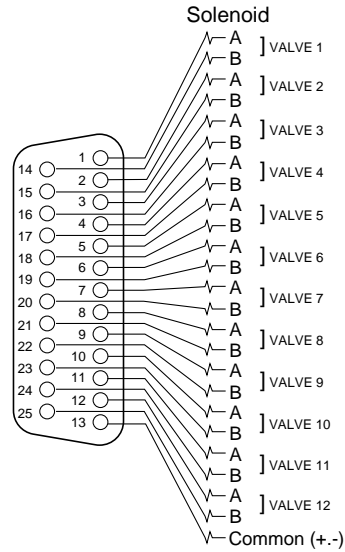 Solenoid
A
B
] VALVE 1
A
B
] VALVE 2
A
B
] VALVE 3
A
B
] VALVE 4
A
B
] VALVE 5
A
B
] VALVE 6
A
B
] VALVE 7
A
B
] VALVE 8
A
B
] VALVE 9
A
B
] VALVE 10
A
B
] VALVE 11
A
B
] VALVE 12
Common (+.-)
1
14
2
15
3
16
4
17
5
18
6
19
7
20
8
21
9
22
10
23
11
24
12
25
13